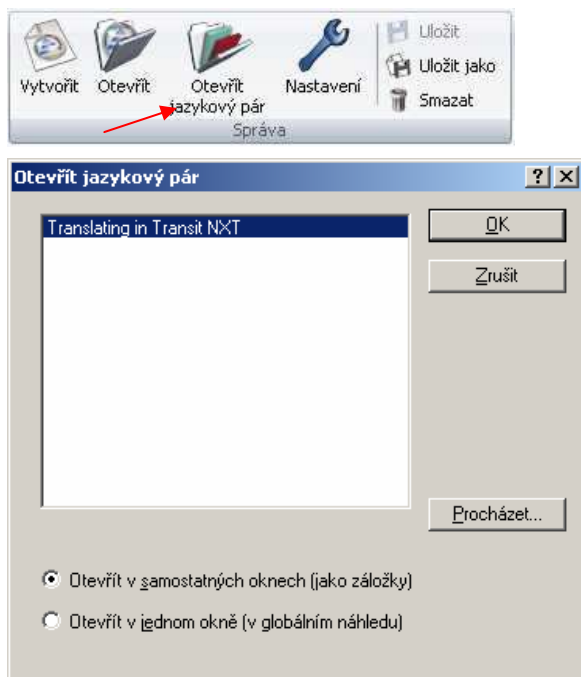 Vytvořit
Otevřít
Otevřít
jazykový pár
Nastavení
Uložit
Uložit jako
Smazat
Správa
Otevřít jazykový pár
Translating in Transit NXT
OK
Zrušit
Procházet...
Otevřít v samostatných oknech (jako záložky)
Otevřít v jednom okně (v globálním náhledu)